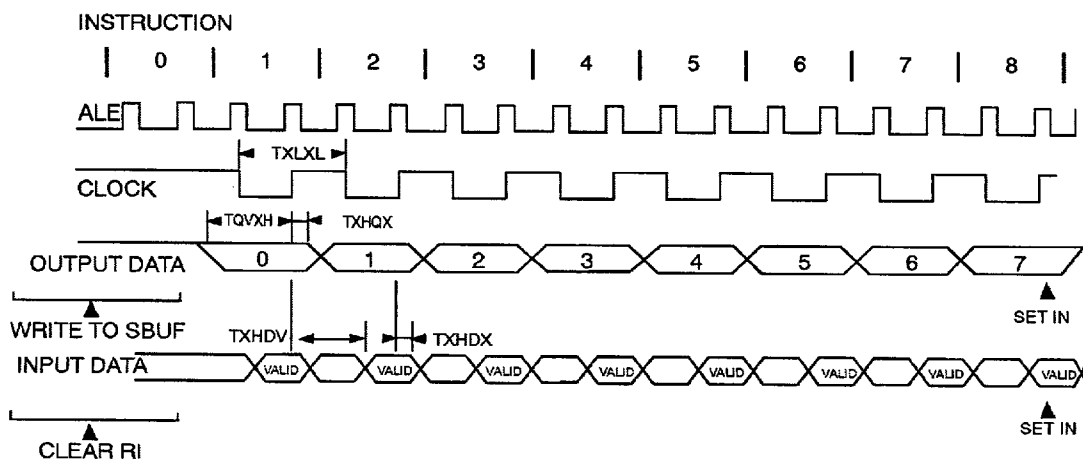 INSTRUCTION
0 1 2 3 4 5 6 7 8
ALE
TXLXL
CLOCK
TQVXH TXHQX
OUTPUT DATA 0 1 2 3 4 5 6 7
WRITE TO SBUF SET IN
TXHDV TXHDX
INPUT DATA VALID VALID VALID VALID VALID VALID VALID VALID
CLEAR RI SET IN